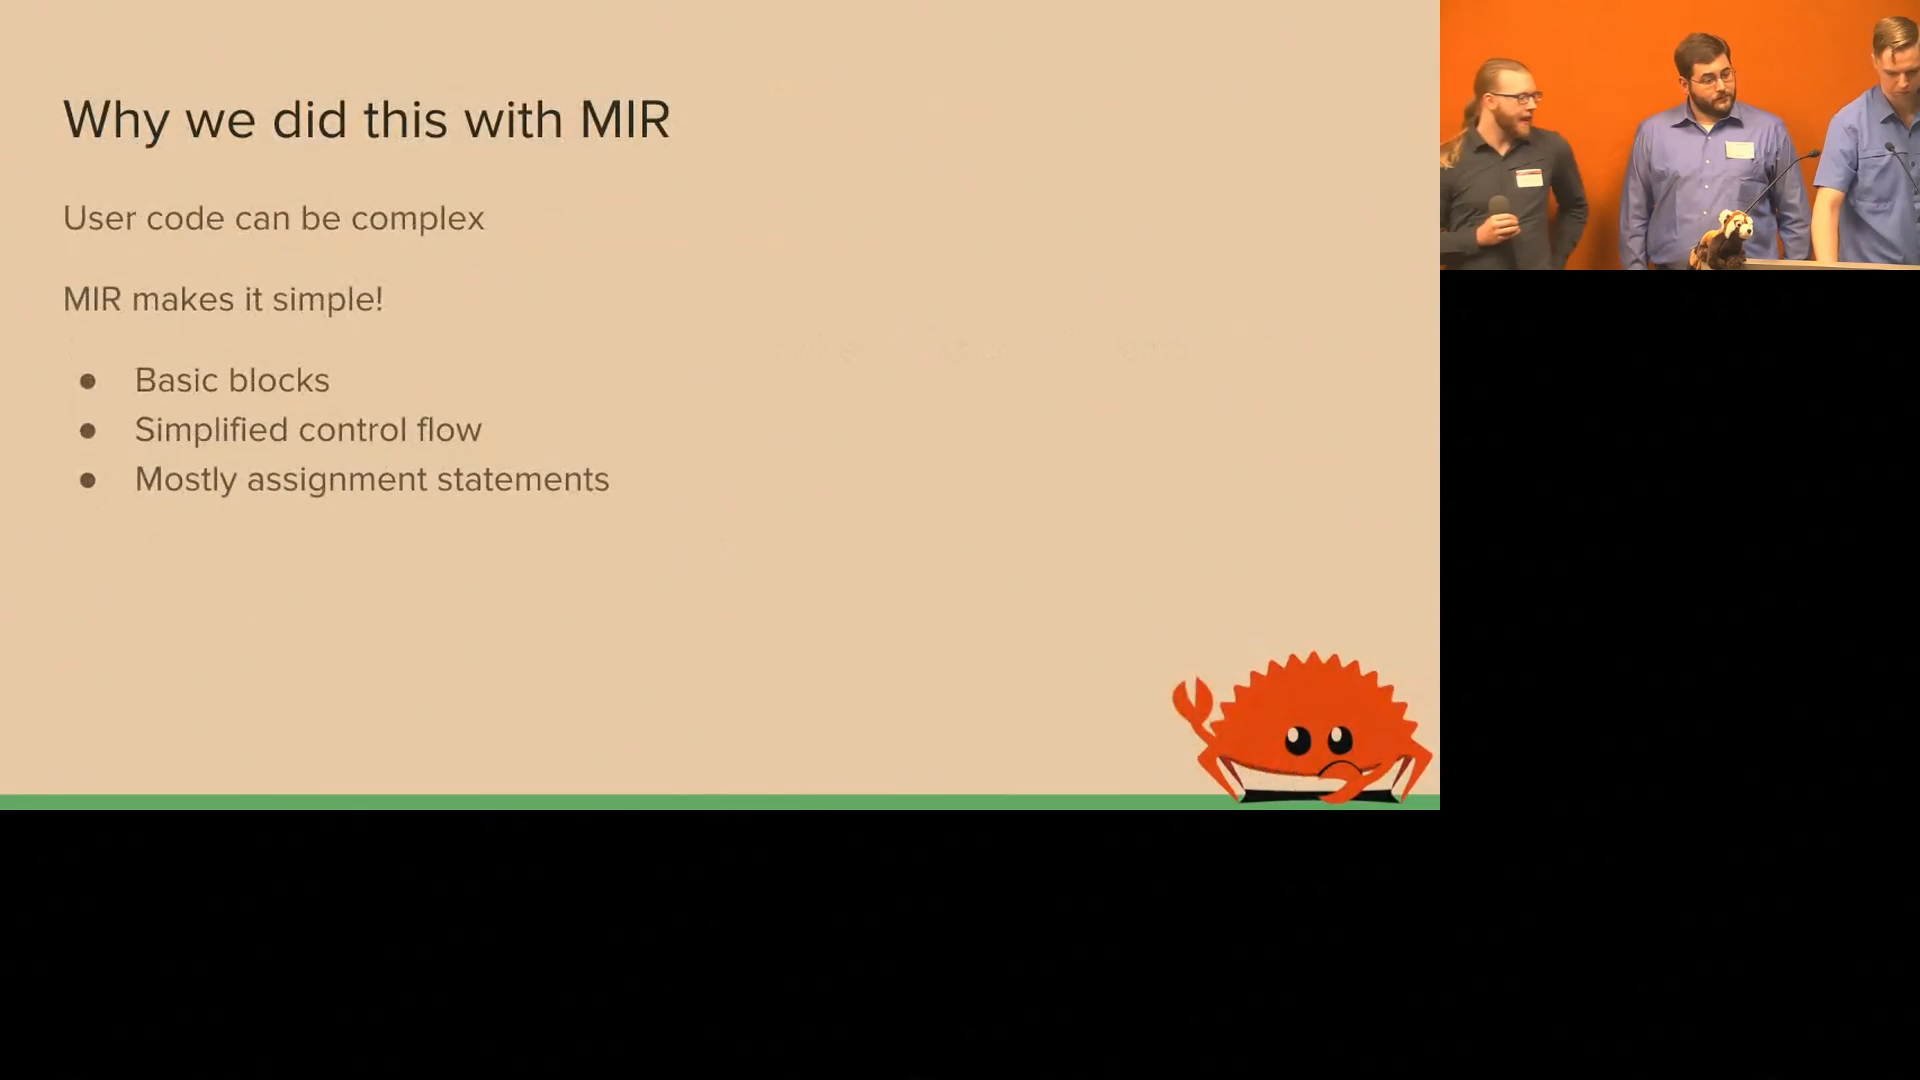 Why we did this with MIR
User code can be complex
MIR makes it simple!
● Basic blocks
● Simplified control flow
● Mostly assignment statements